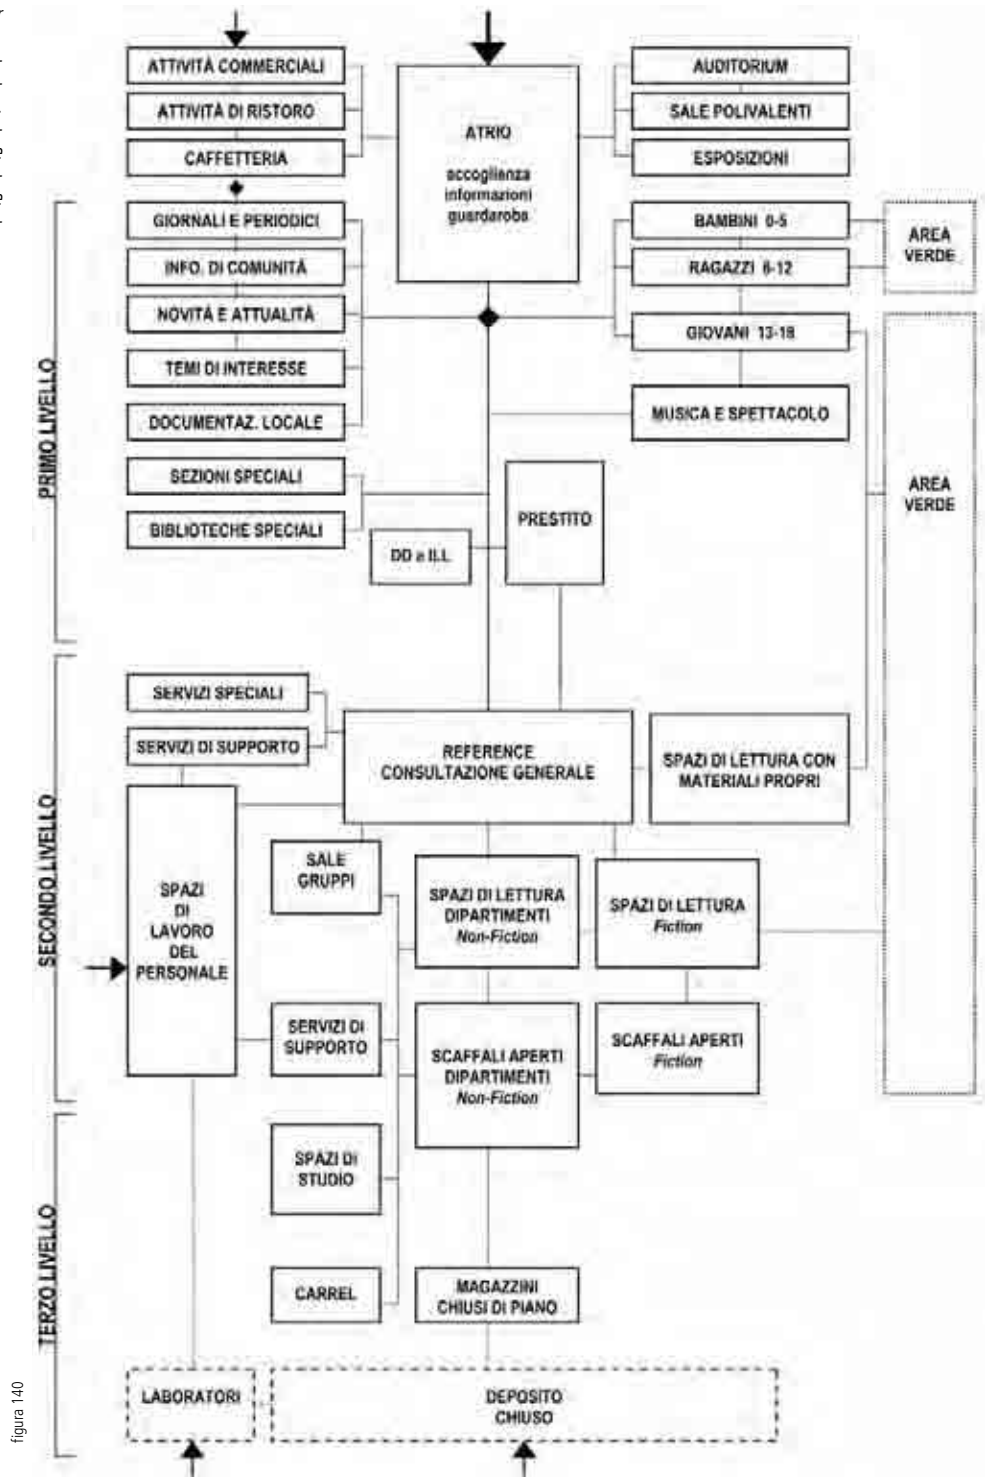 ATTIVITÀ COMMERCIALI
ATTIVITÀ DI RISTORO
CAFFETTERIA
ATRIO
accoglienza
informazioni
guardaroba
AUDITORIUM
SALE POLIVALENTI
ESPOSIZIONI
PRIMO LIVELLO
GIORNALI E PERIODICI
INFO. DI COMUNITÀ
NOVITÀ E ATTUALITÀ
TEMI DI INTERESSE
DOCUMENTAZ. LOCALE
SEZIONI SPECIALI
BIBLIOTECHE SPECIALI
BAMBINI 0-5
RAGAZZI 6-12
GIOVANI 13-18
MUSICA E SPETTACOLO
AREA
VERDE
AREA
VERDE
PRESTITO
DD e ILL
SECONDO LIVELLO
SERVIZI SPECIALI
SERVIZI DI SUPPORTO
REFERENCE
CONSULTAZIONE GENERALE
SPAZI DI LETTURA CON
MATERIALI PROPRI
SPAZI
DI
LAVORO
DEL
PERSONALE
SALE
GRUPPI
SPAZI DI LETTURA
DIPARTIMENTI
Non-Fiction
SPAZI DI LETTURA
Fiction
SERVIZI DI
SUPPORTO
SCAFFALI APERTI
DIPARTIMENTI
Non-Fiction
SCAFFALI APERTI
Fiction
TERZO LIVELLO
SPAZI DI
STUDIO
CARREL
MAGAZZINI
CHIUSI DI PIANO
LABORATORI
DEPOSITO
CHIUSO
figura 140